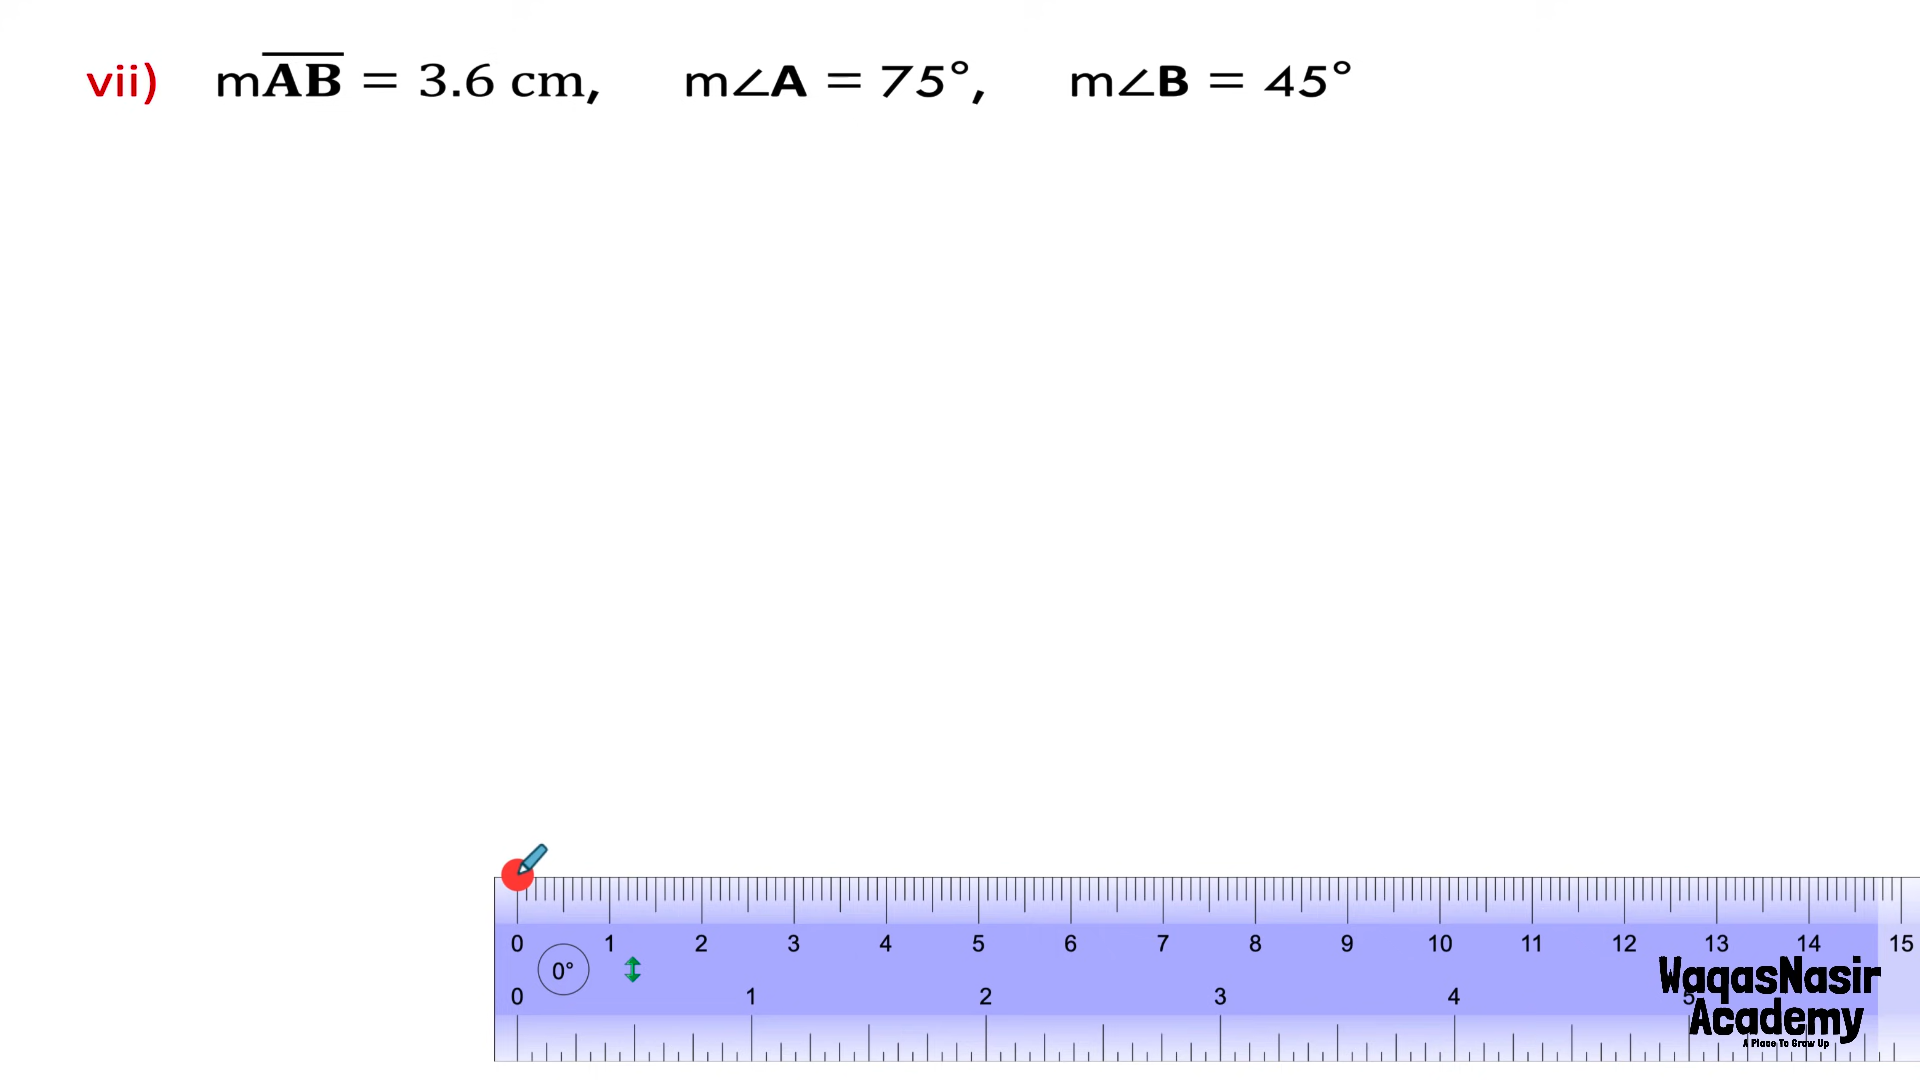 vii) mAB = 3.6 cm, m∠A = 75°, m∠B = 45°
0 1 2 3 4 5 6 7 8 9 10 11 12 13 14 15
0°
0 1 2 3 4 5
WaqasNasir
Academy
A Place To Grow Up